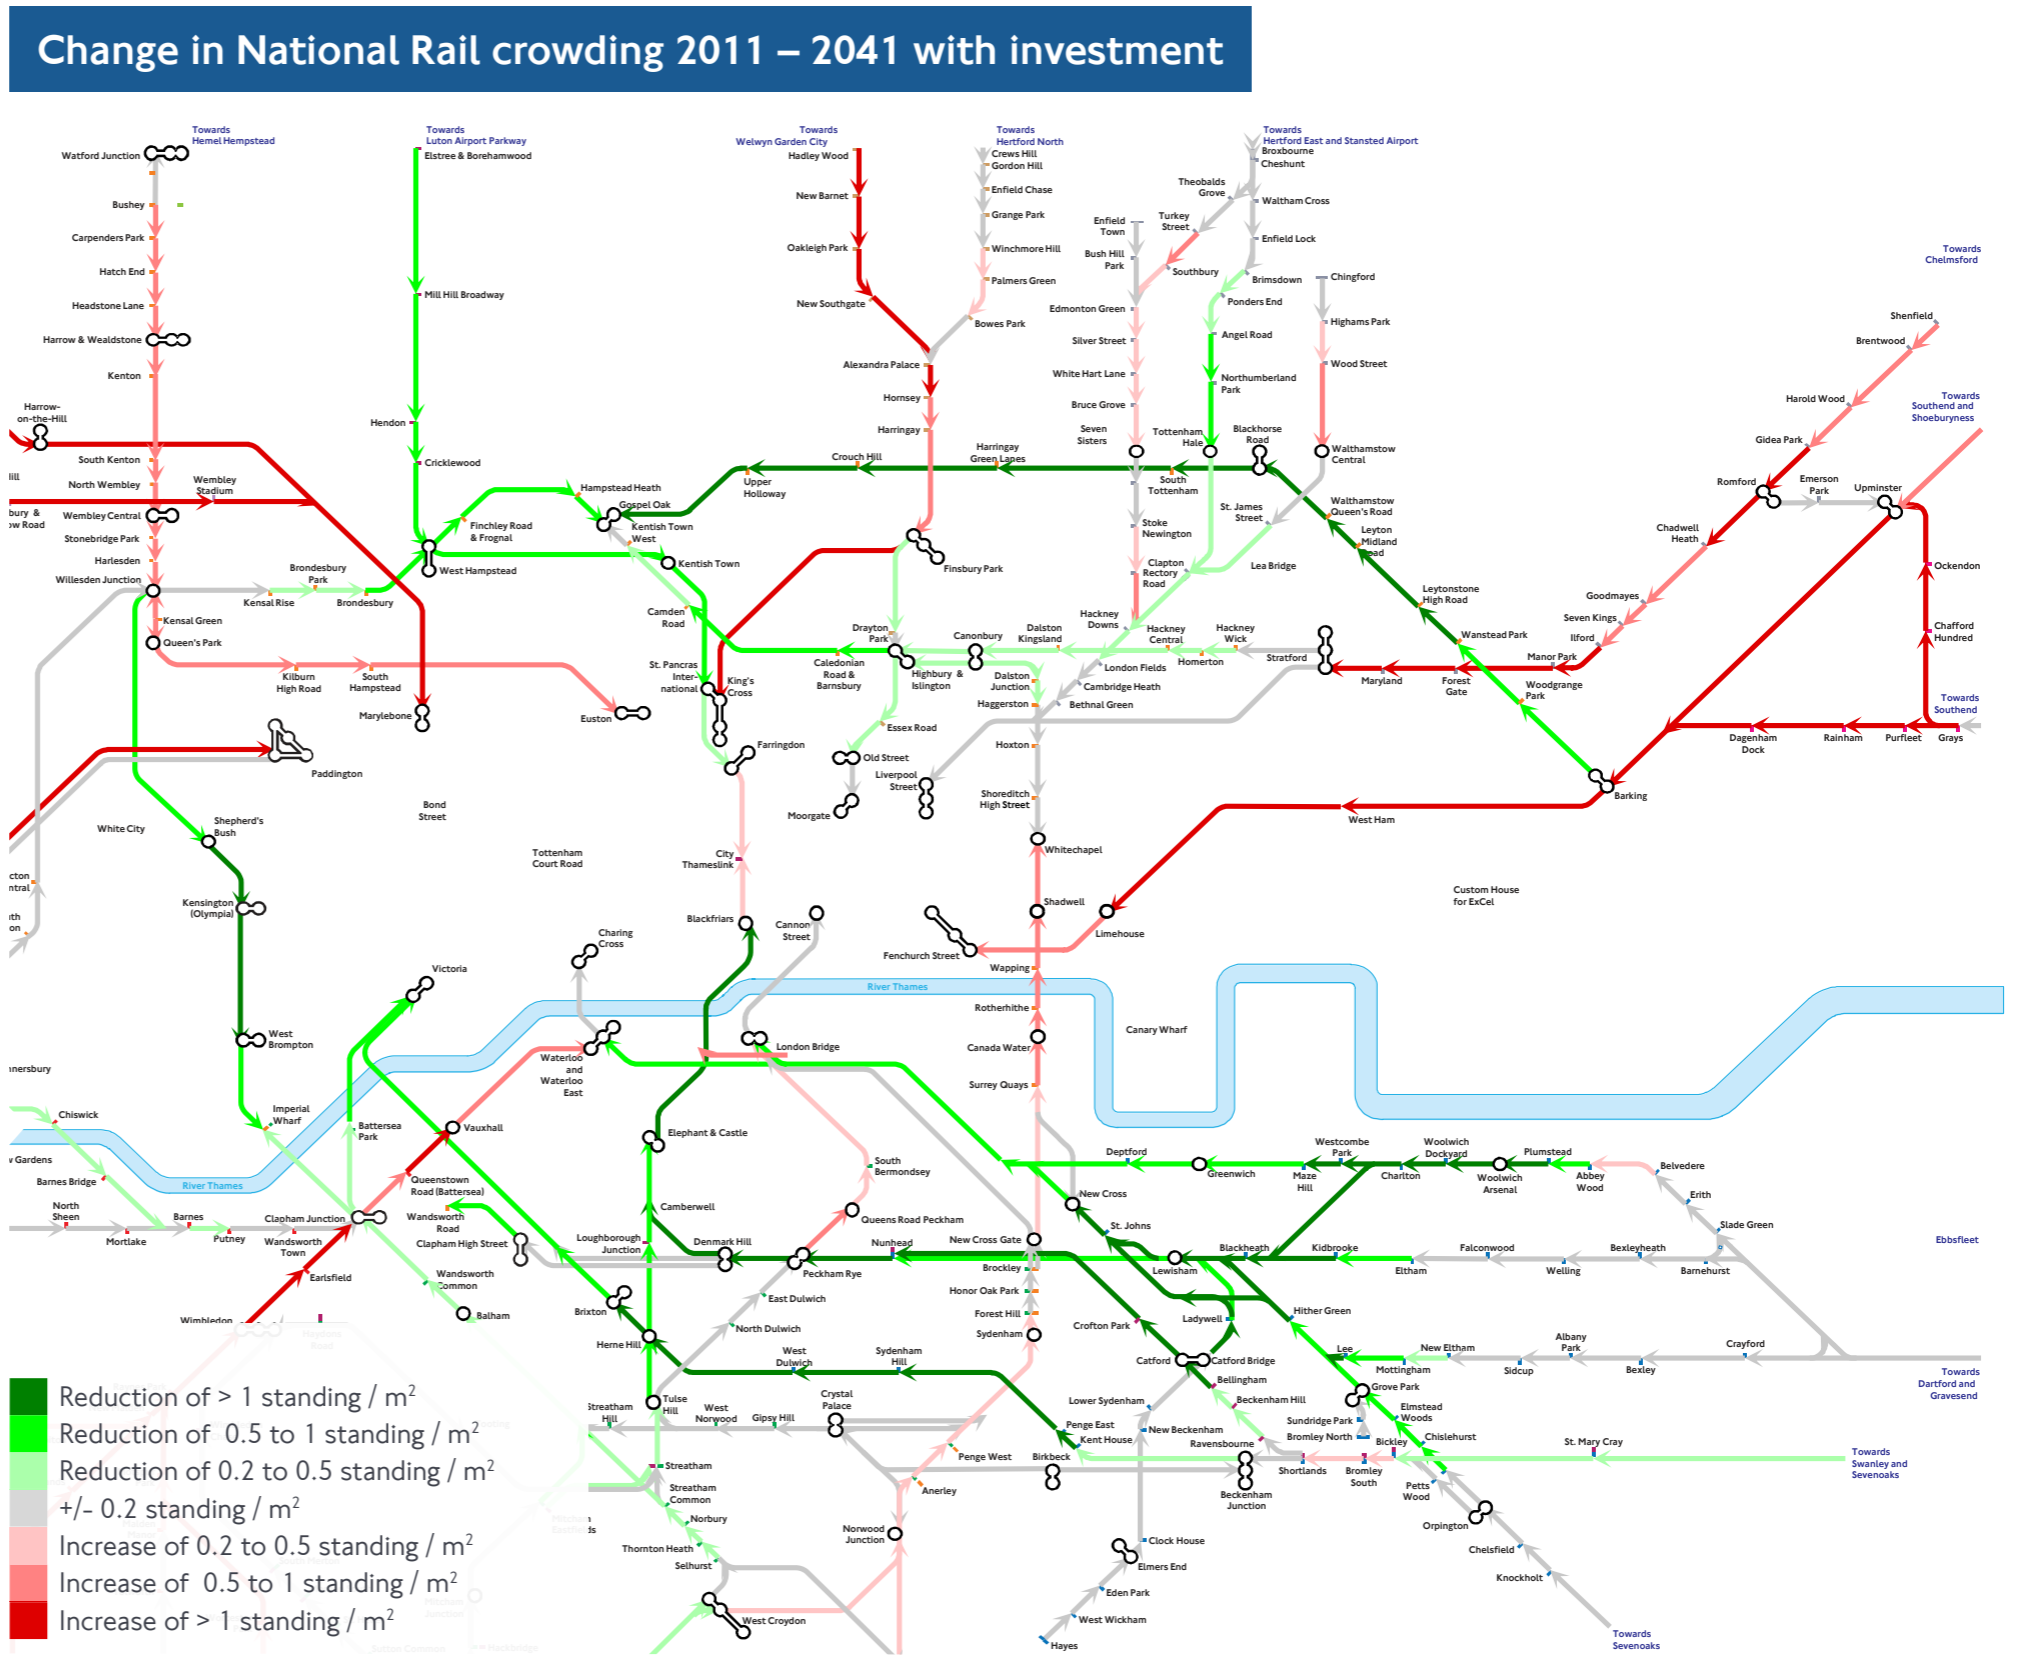 Change in National Rail crowding 2011 – 2041 with investment
Towards
Hemel Hempstead
Towards
Luton Airport Parkway
Towards
Welwyn Garden City
Towards
Hertford North
Towards
Hertford East and Stansted Airport
Watford Junction
Elstree & Borehamwood
Hadley Wood
Crews Hill
Gordon Hill
Broxbourne
Cheshunt
Bushey
New Barnet
Enfield Chase
Theobalds
Grove
Waltham Cross
Carpenders Park
Grange Park
Enfield
Town
Turkey
Street
Enfield Lock
Hatch End
Oakleigh Park
Winchmore Hill
Bush Hill
Park
Southbury
Brimsdown
Chingford
Towards
Chelmsford
Headstone Lane
Mill Hill Broadway
New Southgate
Palmers Green
Edmonton Green
Ponders End
Shenfield
Bowes Park
Highams Park
Harrow & Wealdstone
Silver Street
Angel Road
Brentwood
Kenton
Alexandra Palace
White Hart Lane
Northumberland
Park
Wood Street
Harrow-
on-the-Hill
Hendon
Hornsey
Bruce Grove
Harold Wood
Towards
Southend and
Shoeburyness
Harringay
Seven
Sisters
Tottenham
Hale
Blackhorse
Road
Walthamstow
Central
Gidea Park
South Kenton
Cricklewood
Crouch Hill
Harringay
Green Lanes
South
Tottenham
North Wembley
Wembley
Stadium
Hampstead Heath
Upper
Holloway
Romford
Emerson
Park
Upminster
Wembley Central
Gospel Oak
Kentish Town
West
Finchley Road
& Frognal
Stoke
Newington
St. James
Street
Walthamstow
Queen's Road
Leyton
Midland
Road
Chadwell
Heath
Stonebridge Park
Harlesden
Willesden Junction
Brondesbury
Park
West Hampstead
Kentish Town
Finsbury Park
Clapton
Rectory
Road
Lea Bridge
Ockendon
Kensal Rise
Brondesbury
Leytonstone
High Road
Goodmayes
Kensal Green
Camden
Road
Drayton
Park
Canonbury
Dalston
Kingsland
Hackney
Downs
Hackney
Central
Hackney
Wick
Wanstead Park
Seven Kings
Chafford
Hundred
Queen's Park
Ilford
Kilburn
High Road
South
Hampstead
St. Pancras
Inter-
national
King's
Cross
Caledonian
Road &
Barnsbury
Highbury &
Islington
Dalston
Junction
London Fields
Homerton
Stratford
Maryland
Forest
Gate
Manor Park
Woodgrange
Park
Haggerston
Cambridge Heath
Bethnal Green
Towards
Southend
Marylebone
Euston
Essex Road
Paddington
Farringdon
Old Street
Hoxton
Dagenham
Dock
Rainham
Purfleet
Grays
Liverpool
Street
Shoreditch
High Street
Barking
Bond
Street
Moorgate
West Ham
White City
Shepherd's
Bush
Tottenham
Court Road
City
Thameslink
Whitechapel
Kensington
(Olympia)
Blackfriars
Cannon
Street
Shadwell
Limehouse
Custom House
for ExCel
Charing
Cross
Fenchurch Street
Victoria
Wapping
River Thames
Rotherhithe
West
Brompton
Waterloo
and
Waterloo
East
London Bridge
Canada Water
Canary Wharf
Surrey Quays
Chiswick
Imperial
Wharf
Battersea
Park
Vauxhall
Elephant & Castle
Barnes Bridge
River Thames
Queenstown
Road (Battersea)
South
Bermondsey
Deptford
Greenwich
Maze
Hill
Westcombe
Park
Charlton
Woolwich
Dockyard
Woolwich
Arsenal
Plumstead
Abbey
Wood
Belvedere
North
Sheen
Mortlake
Barnes
Putney
Wandsworth
Town
Clapham Junction
Wandsworth
Road
Clapham High Street
Camberwell
Loughborough
Junction
Denmark Hill
Queens Road Peckham
Nunhead
New Cross
New Cross Gate
St. Johns
Erith
Slade Green
Peckham Rye
Brockley
Lewisham
Blackheath
Kidbrooke
Eltham
Falconwood
Welling
Bexleyheath
Barnehurst
Ebbsfleet
Earlsfield
Wandsworth
Common
Brixton
East Dulwich
Honor Oak Park
Forest Hill
Wimbledon
Balham
North Dulwich
Sydenham
Crofton Park
Ladywell
Hither Green
Herne Hill
West
Dulwich
Sydenham
Hill
Catford
Catford Bridge
Lee
Mottingham
New Eltham
Sidcup
Albany
Park
Bexley
Crayford
Bellingham
Towards
Dartford and
Gravesend
Tulse
Hill
Beckenham Hill
Grove Park
Streatham
Hill
West
Norwood
Gipsy Hill
Crystal
Palace
Lower Sydenham
Penge East
Kent House
New Beckenham
Sundridge Park
Bromley North
Elmstead
Woods
Chislehurst
Ravensbourne
Bickley
St. Mary Cray
Penge West
Birkbeck
Streatham
Beckenham
Junction
Shortlands
Bromley
South
Petts
Wood
Towards
Swanley and
Sevenoaks
Streatham
Common
Anerley
Norbury
Norwood
Junction
Orpington
Thornton Heath
Selhurst
Clock House
Elmers End
Chelsfield
Knockholt
Eden Park
West Croydon
West Wickham
Hayes
Towards
Sevenoaks
Reduction of > 1 standing / m²
Reduction of 0.5 to 1 standing / m²
Reduction of 0.2 to 0.5 standing / m²
+/- 0.2 standing / m²
Increase of 0.2 to 0.5 standing / m²
Increase of 0.5 to 1 standing / m²
Increase of > 1 standing / m²